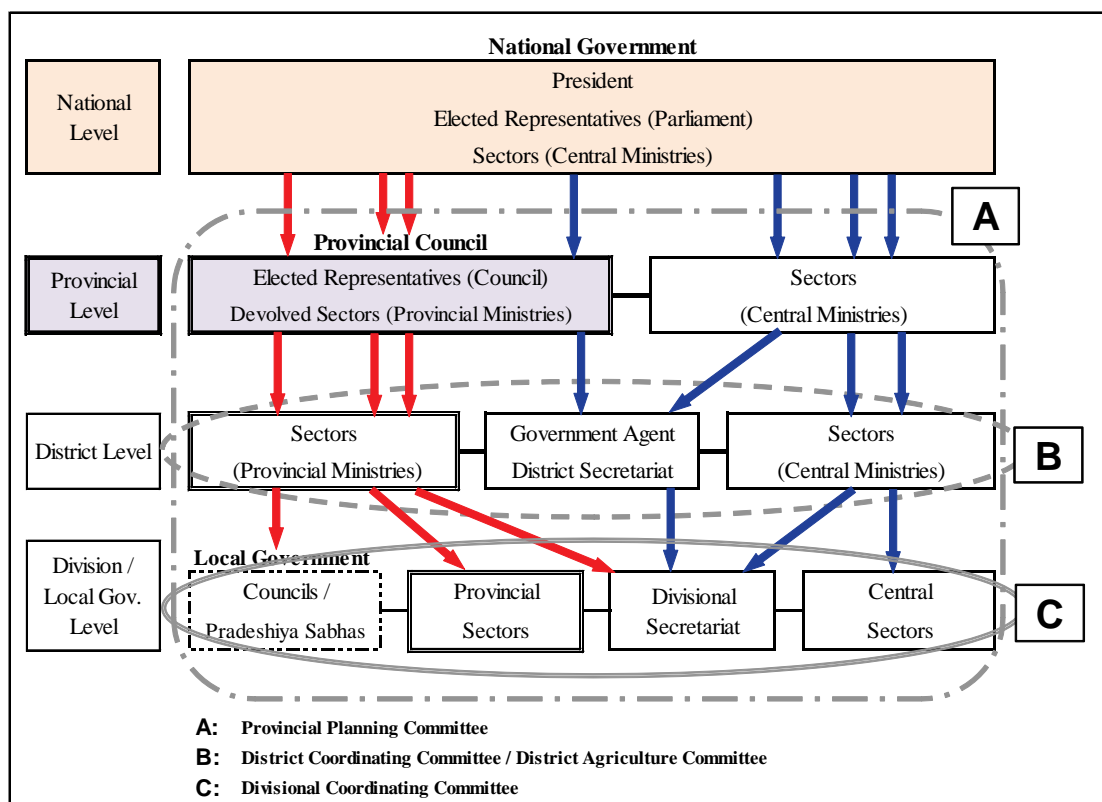 National Government
National
Level
President
Elected Representatives (Parliament)
Sectors (Central Ministries)
A
Provincial Council
Provincial
Level
Elected Representatives (Council)
Devolved Sectors (Provincial Ministries)
Sectors
(Central Ministries)
District Level
Sectors
(Provincial Ministries)
Government Agent
District Secretariat
Sectors
(Central Ministries)
B
Division /
Local Gov.
Level
Local Government
Councils /
Pradeshiya Sabhas
Provincial
Sectors
Divisional
Secretariat
Central
Sectors
C
A: Provincial Planning Committee
B: District Coordinating Committee / District Agriculture Committee
C: Divisional Coordinating Committee